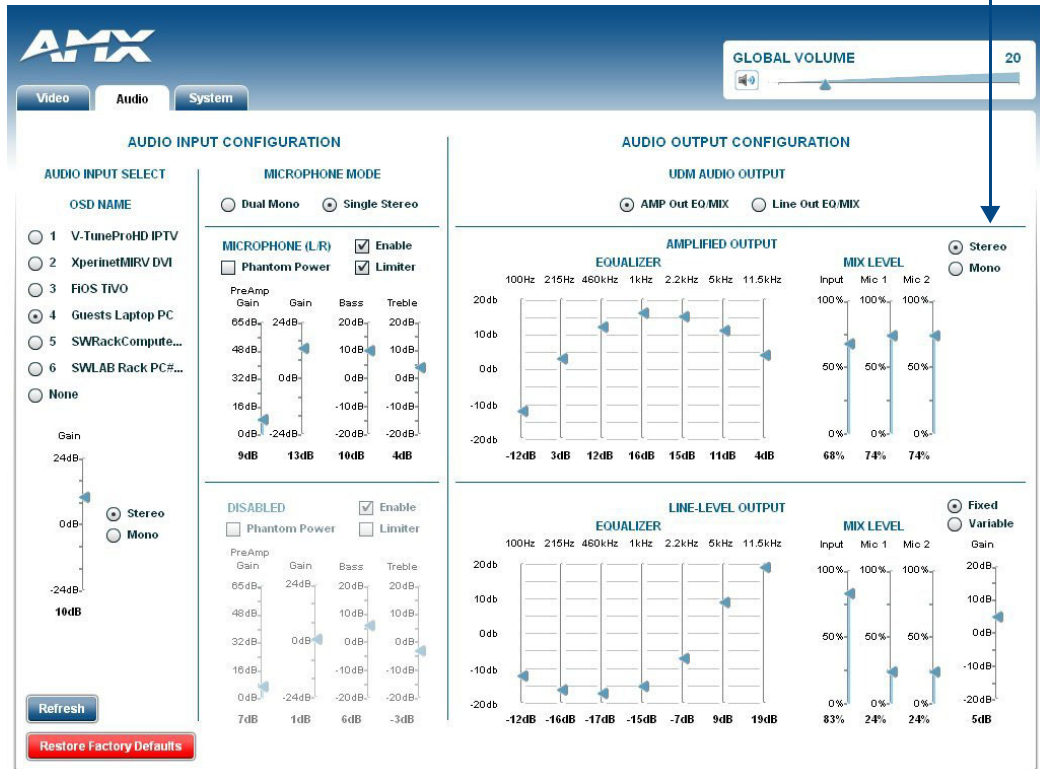 AMX
GLOBAL VOLUME 20
Video Audio System
AUDIO INPUT CONFIGURATION
AUDIO INPUT SELECT
OSD NAME
1 V-TuneProHD IPTV
2 XperinetMIRV DVI
3 FiOS TiVO
4 Guests Laptop PC
5 SWRackCompute...
6 SWLAB Rack PC#...
None
Gain
24dB
0dB
-24dB
10dB
Stereo
Mono
Refresh
Restore Factory Defaults
MICROPHONE MODE
Dual Mono Single Stereo
MICROPHONE (L/R) Enable
Phantom Power Limiter
PreAmp
Gain Gain Bass Treble
65dB 24dB 20dB 20dB
48dB 10dB 10dB
32dB 0dB 0dB 0dB
16dB -10dB -10dB
0dB -24dB -20dB -20dB
9dB 13dB 10dB 4dB
DISABLED Enable
Phantom Power Limiter
PreAmp
Gain Gain Bass Treble
65dB 24dB 20dB 20dB
48dB 10dB 10dB
32dB 0dB 0dB 0dB
16dB -10dB -10dB
0dB -24dB -20dB -20dB
7dB 1dB 6dB -3dB
AUDIO OUTPUT CONFIGURATION
UDM AUDIO OUTPUT
AMP Out EQ/MIX Line Out EQ/MIX
AMPLIFIED OUTPUT
Stereo
Mono
EQUALIZER MIX LEVEL
100Hz 215Hz 460kHz 1kHz 2.2kHz 5kHz 11.5kHz Input Mic 1 Mic 2
20db 100% 100% 100%
10db
0db 50% 50% 50%
-10db
-20db 0% 0% 0%
-12dB 3dB 12dB 16dB 15dB 11dB 4dB 68% 74% 74%
LINE-LEVEL OUTPUT
Fixed
Variable
EQUALIZER MIX LEVEL
100Hz 215Hz 460kHz 1kHz 2.2kHz 5kHz 11.5kHz Input Mic 1 Mic 2 Gain
20db 100% 100% 100% 20dB
10db 10dB
0db 50% 50% 50% 0dB
-10db -10dB
-20db 0% 0% 0% -20dB
-12dB -16dB -17dB -15dB -7dB 9dB 19dB 83% 24% 24% 5dB